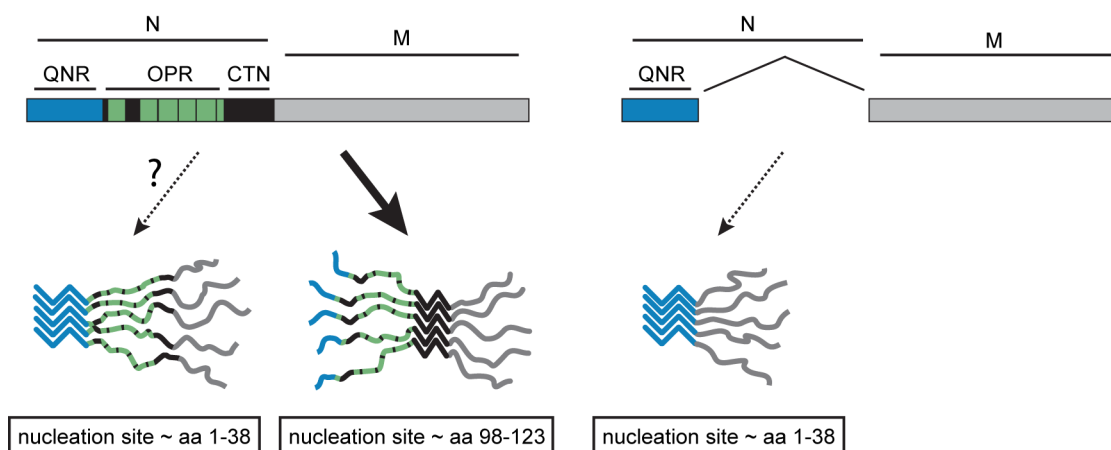 N
M
QNR
OPR
CTN
N
M
QNR
?
nucleation site ~ aa 1-38
nucleation site ~ aa 98-123
nucleation site ~ aa 1-38